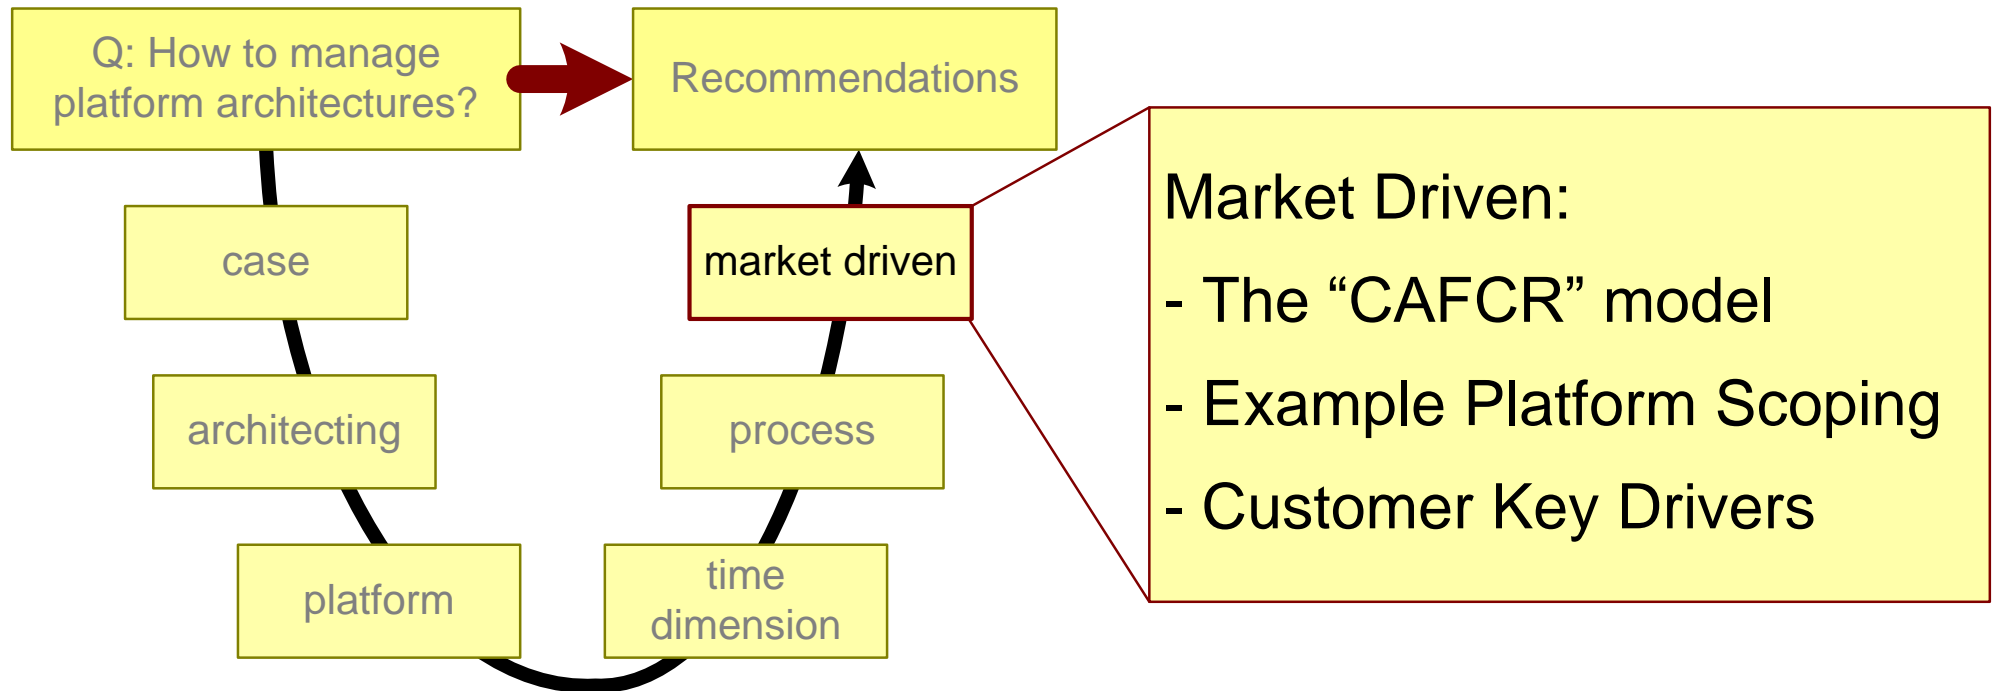 Q: How to manage
platform architectures?
Recommendations
case
market driven
architecting
process
platform
time
dimension
Market Driven:
- The “CAFCR” model
- Example Platform Scoping
- Customer Key Drivers